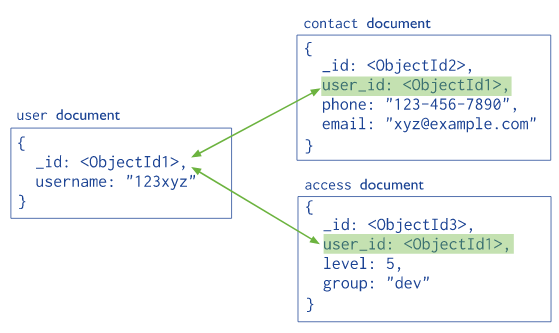 contact document
{
_id: <ObjectId2>,
user_id: <ObjectId1>,
phone: "123-456-7890",
email: "xyz@example.com"
}
user document
{
_id: <ObjectId1>,
username: "123xyz"
}
access document
{
_id: <ObjectId3>,
user_id: <ObjectId1>,
level: 5,
group: "dev"
}